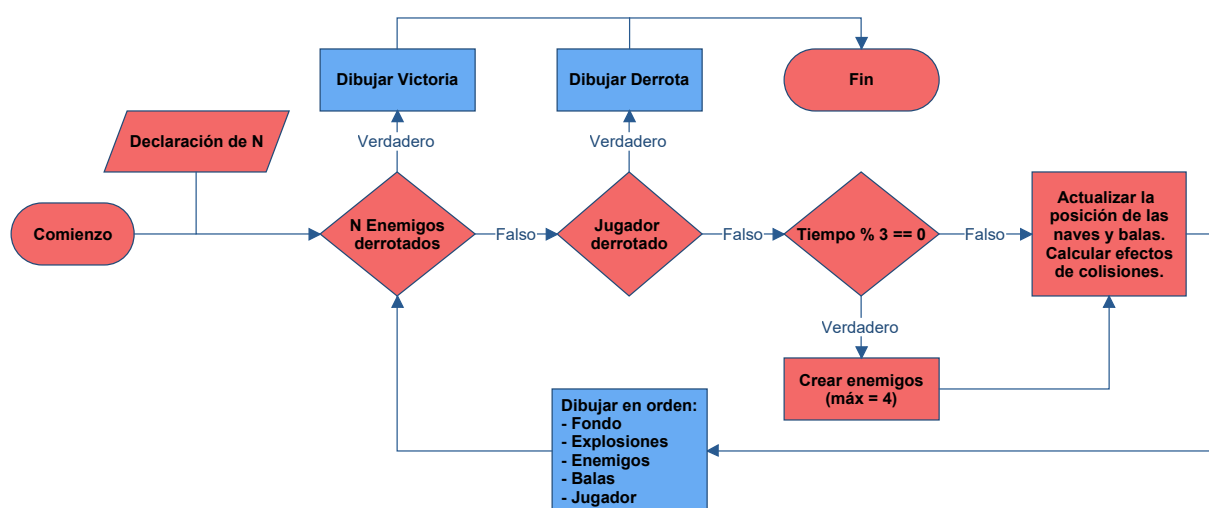 Dibujar Victoria
Dibujar Derrota
Fin
Declaración de N
Verdadero
Verdadero
Comienzo
N Enemigos
derrotados
Falso
Jugador
derrotado
Falso
Tiempo % 3 == 0
Falso
Actualizar la
posición de las
naves y balas.
Calcular efectos
de colisiones.
Verdadero
Crear enemigos
(máx = 4)
Dibujar en orden:
- Fondo
- Explosiones
- Enemigos
- Balas
- Jugador